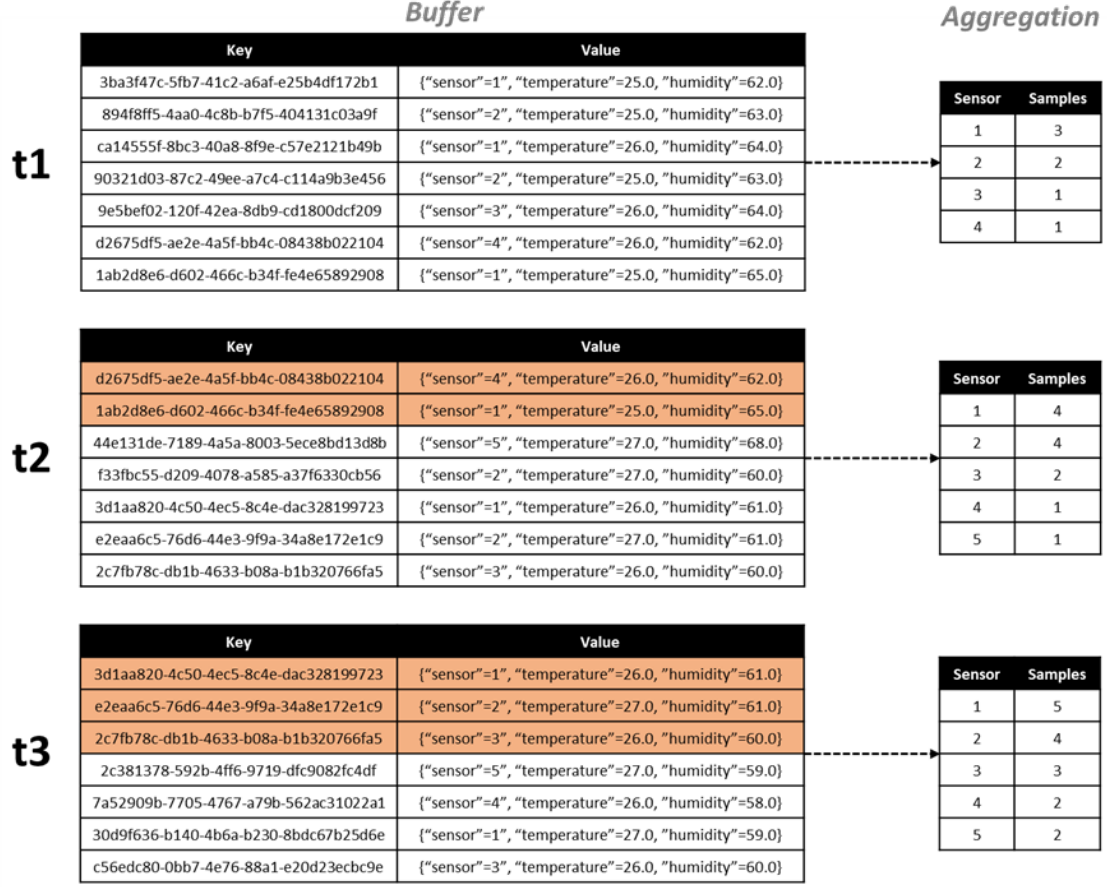 Buffer
Aggregation
t1
Key Value
3ba3f47c-5fb7-41c2-a6af-e25b4df172b1 {“sensor”=1”, “temperature”=25.0, ”humidity”=62.0}
894f8ff5-4aa0-4c8b-b7f5-404131c03a9f {“sensor”=2”, “temperature”=25.0, ”humidity”=63.0}
ca14555f-8bc3-40a8-8f9e-c57e2121b49b {“sensor”=1”, “temperature”=26.0, ”humidity”=64.0}
90321d03-87c2-49ee-a7c4-c114a9b3e456 {“sensor”=2”, “temperature”=25.0, ”humidity”=63.0}
9e5bef02-120f-42ea-8db9-cd1800dcf209 {“sensor”=3”, “temperature”=26.0, ”humidity”=64.0}
d2675df5-ae2e-4a5f-bb4c-08438b022104 {“sensor”=4”, “temperature”=26.0, ”humidity”=62.0}
1ab2d8e6-d602-466c-b34f-fe4e65892908 {“sensor”=1”, “temperature”=25.0, ”humidity”=65.0}
Sensor Samples
1 3
2 2
3 1
4 1
t2
Key Value
d2675df5-ae2e-4a5f-bb4c-08438b022104 {“sensor”=4”, “temperature”=26.0, ”humidity”=62.0}
1ab2d8e6-d602-466c-b34f-fe4e65892908 {“sensor”=1”, “temperature”=25.0, ”humidity”=65.0}
44e131de-7189-4a5a-8003-5ece8bd13d8b {“sensor”=5”, “temperature”=27.0, ”humidity”=68.0}
f33fbc55-d209-4078-a585-a37f6330cb56 {“sensor”=2”, “temperature”=27.0, ”humidity”=60.0}
3d1aa820-4c50-4ec5-8c4e-dac328199723 {“sensor”=1”, “temperature”=26.0, ”humidity”=61.0}
e2eaa6c5-76d6-44e3-9f9a-34a8e172e1c9 {“sensor”=2”, “temperature”=27.0, ”humidity”=61.0}
2c7fb78c-db1b-4633-b08a-b1b320766fa5 {“sensor”=3”, “temperature”=26.0, ”humidity”=60.0}
Sensor Samples
1 4
2 4
3 2
4 1
5 1
t3
Key Value
3d1aa820-4c50-4ec5-8c4e-dac328199723 {“sensor”=1”, “temperature”=26.0, ”humidity”=61.0}
e2eaa6c5-76d6-44e3-9f9a-34a8e172e1c9 {“sensor”=2”, “temperature”=27.0, ”humidity”=61.0}
2c7fb78c-db1b-4633-b08a-b1b320766fa5 {“sensor”=3”, “temperature”=26.0, ”humidity”=60.0}
2c381378-592b-4ff6-9719-dfc9082fc4df {“sensor”=5”, “temperature”=27.0, ”humidity”=59.0}
7a52909b-7705-4767-a79b-562ac31022a1 {“sensor”=4”, “temperature”=26.0, ”humidity”=58.0}
30d9f636-b140-4b6a-b230-8bdc67b25d6e {“sensor”=1”, “temperature”=27.0, ”humidity”=59.0}
c56edc80-0bb7-4e76-88a1-e20d23ecbc9e {“sensor”=3”, “temperature”=26.0, ”humidity”=60.0}
Sensor Samples
1 5
2 4
3 3
4 2
5 2